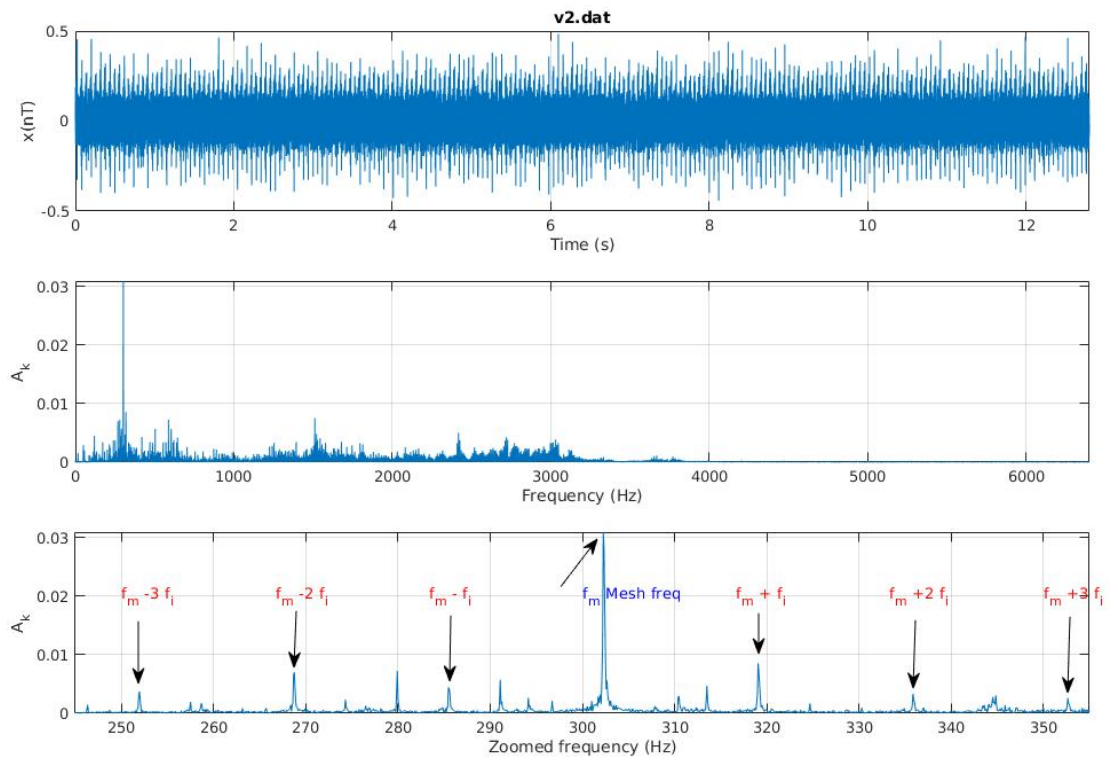 v2.dat
0.5
0
-0.5
x(nT)
0 2 4 6 8 10 12
Time (s)
0.03
0.02
0.01
0
A_k
0 1000 2000 3000 4000 5000 6000
Frequency (Hz)
0.03
0.02
0.01
0
A_k
f_m -3 f_i f_m -2 f_i f_m - f_i f_m Mesh freq f_m + f_i f_m +2 f_i f_m +3 f_i
250 260 270 280 290 300 310 320 330 340 350
Zoomed frequency (Hz)